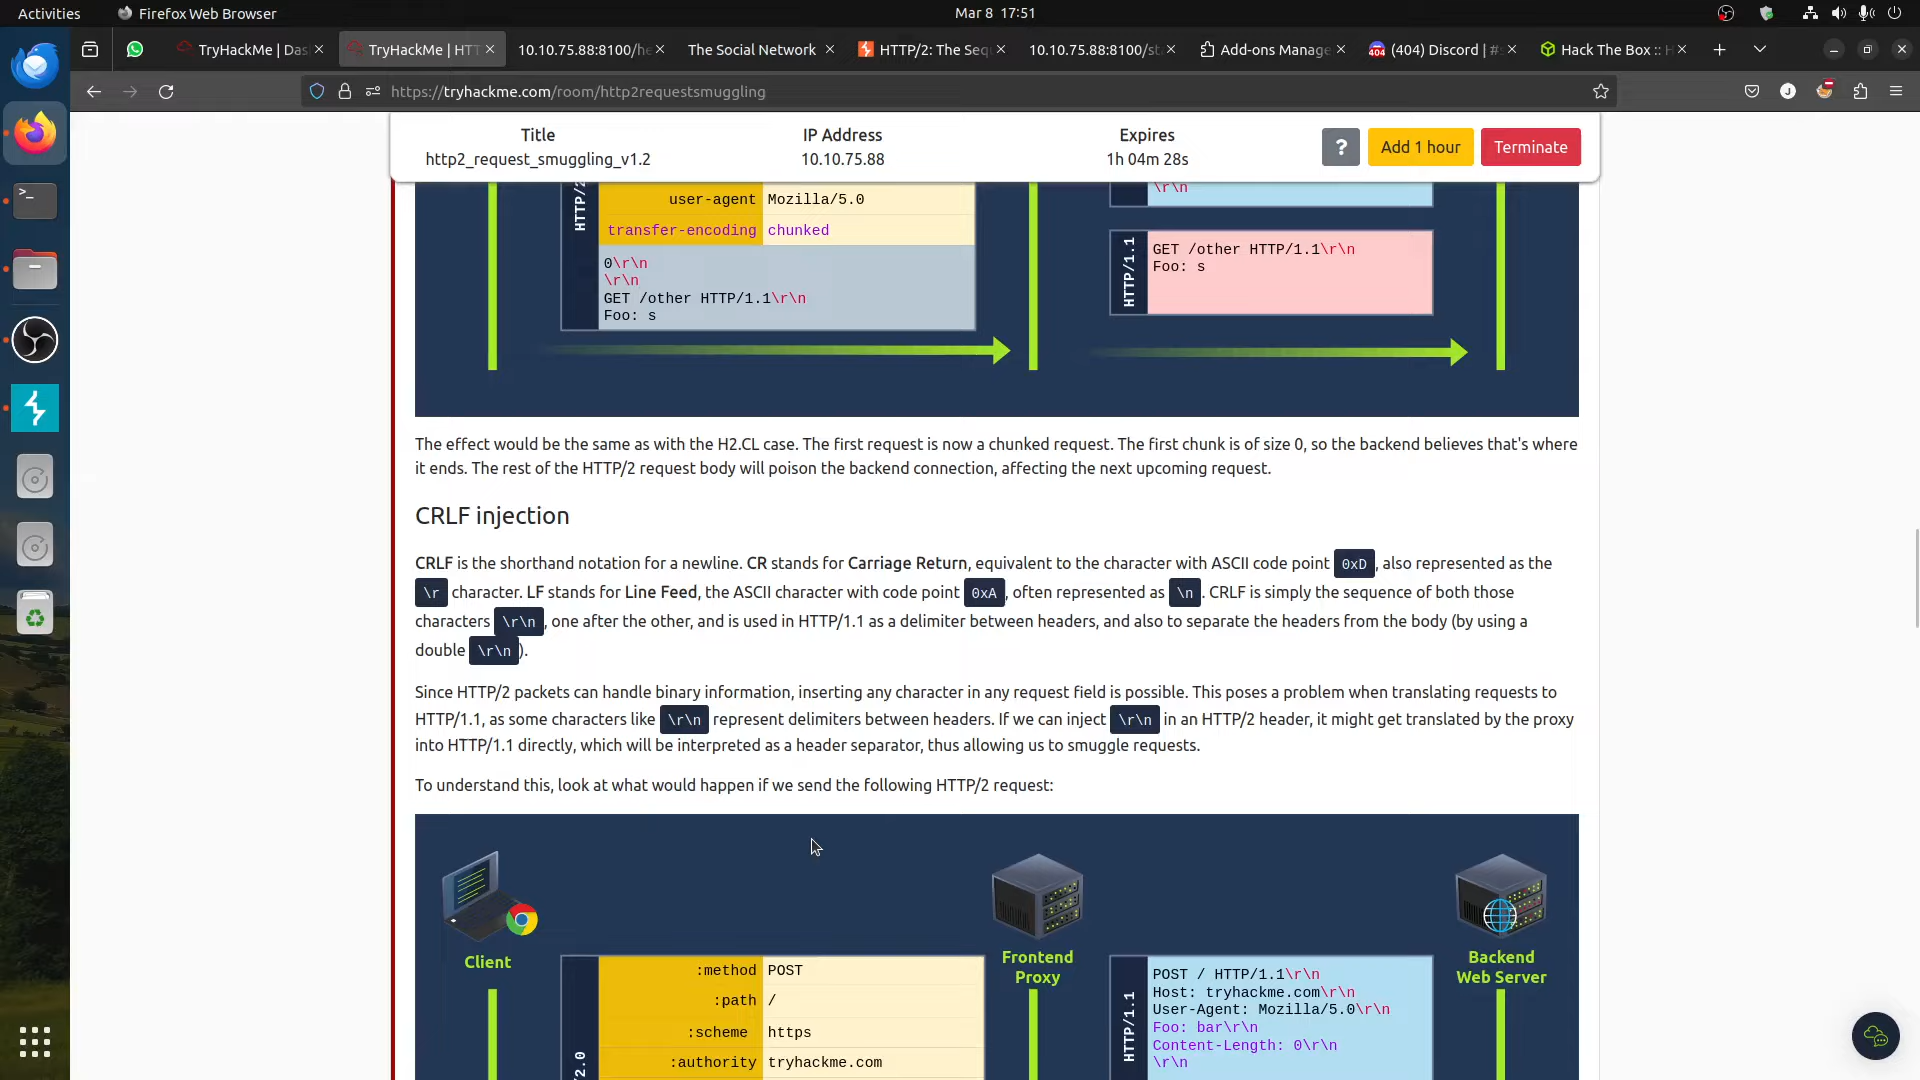 Activities
Firefox Web Browser
Mar 8 17:51
TryHackMe | Das
TryHackMe | HTT
10.10.75.88:8100/he
The Social Network
HTTP/2: The Seq
10.10.75.88:8100/st
Add-ons Manage
(404) Discord | #s
Hack The Box :: H
https://tryhackme.com/room/http2requestsmuggling
Title
IP Address
Expires
http2_request_smuggling_v1.2
10.10.75.88
1h 04m 28s
?
Add 1 hour
Terminate
HTTP/2
user-agent Mozilla/5.0
transfer-encoding chunked
0\r\n
\r\n
GET /other HTTP/1.1\r\n
Foo: s
\r\n
HTTP/1.1
GET /other HTTP/1.1\r\n
Foo: s
The effect would be the same as with the H2.CL case. The first request is now a chunked request. The first chunk is of size 0, so the backend believes that's where
it ends. The rest of the HTTP/2 request body will poison the backend connection, affecting the next upcoming request.
CRLF injection
CRLF is the shorthand notation for a newline. CR stands for Carriage Return, equivalent to the character with ASCII code point 0xD, also represented as the
\r character. LF stands for Line Feed, the ASCII character with code point 0xA, often represented as \n. CRLF is simply the sequence of both those
characters \r\n, one after the other, and is used in HTTP/1.1 as a delimiter between headers, and also to separate the headers from the body (by using a
double \r\n).
Since HTTP/2 packets can handle binary information, inserting any character in any request field is possible. This poses a problem when translating requests to
HTTP/1.1, as some characters like \r\n represent delimiters between headers. If we can inject \r\n in an HTTP/2 header, it might get translated by the proxy
into HTTP/1.1 directly, which will be interpreted as a header separator, thus allowing us to smuggle requests.
To understand this, look at what would happen if we send the following HTTP/2 request:
Client
Frontend
Proxy
Backend
Web Server
/2.0
:method POST
:path /
:scheme https
:authority tryhackme.com
HTTP/1.1
POST / HTTP/1.1\r\n
Host: tryhackme.com\r\n
User-Agent: Mozilla/5.0\r\n
Foo: bar\r\n
Content-Length: 0\r\n
\r\n